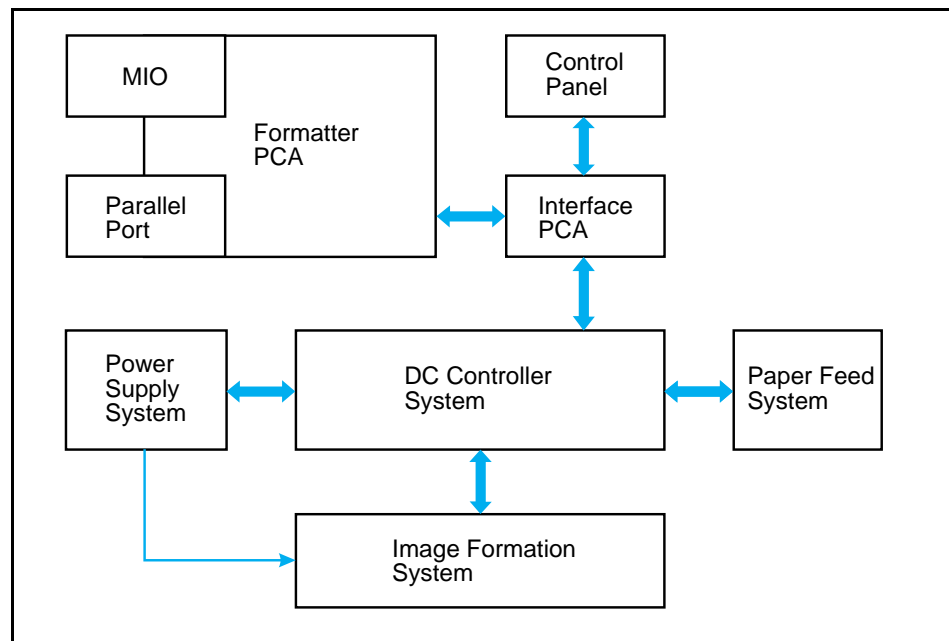 MIO
Formatter
PCA
Parallel
Port
Control
Panel
Interface
PCA
Power
Supply
System
DC Controller
System
Paper Feed
System
Image Formation
System